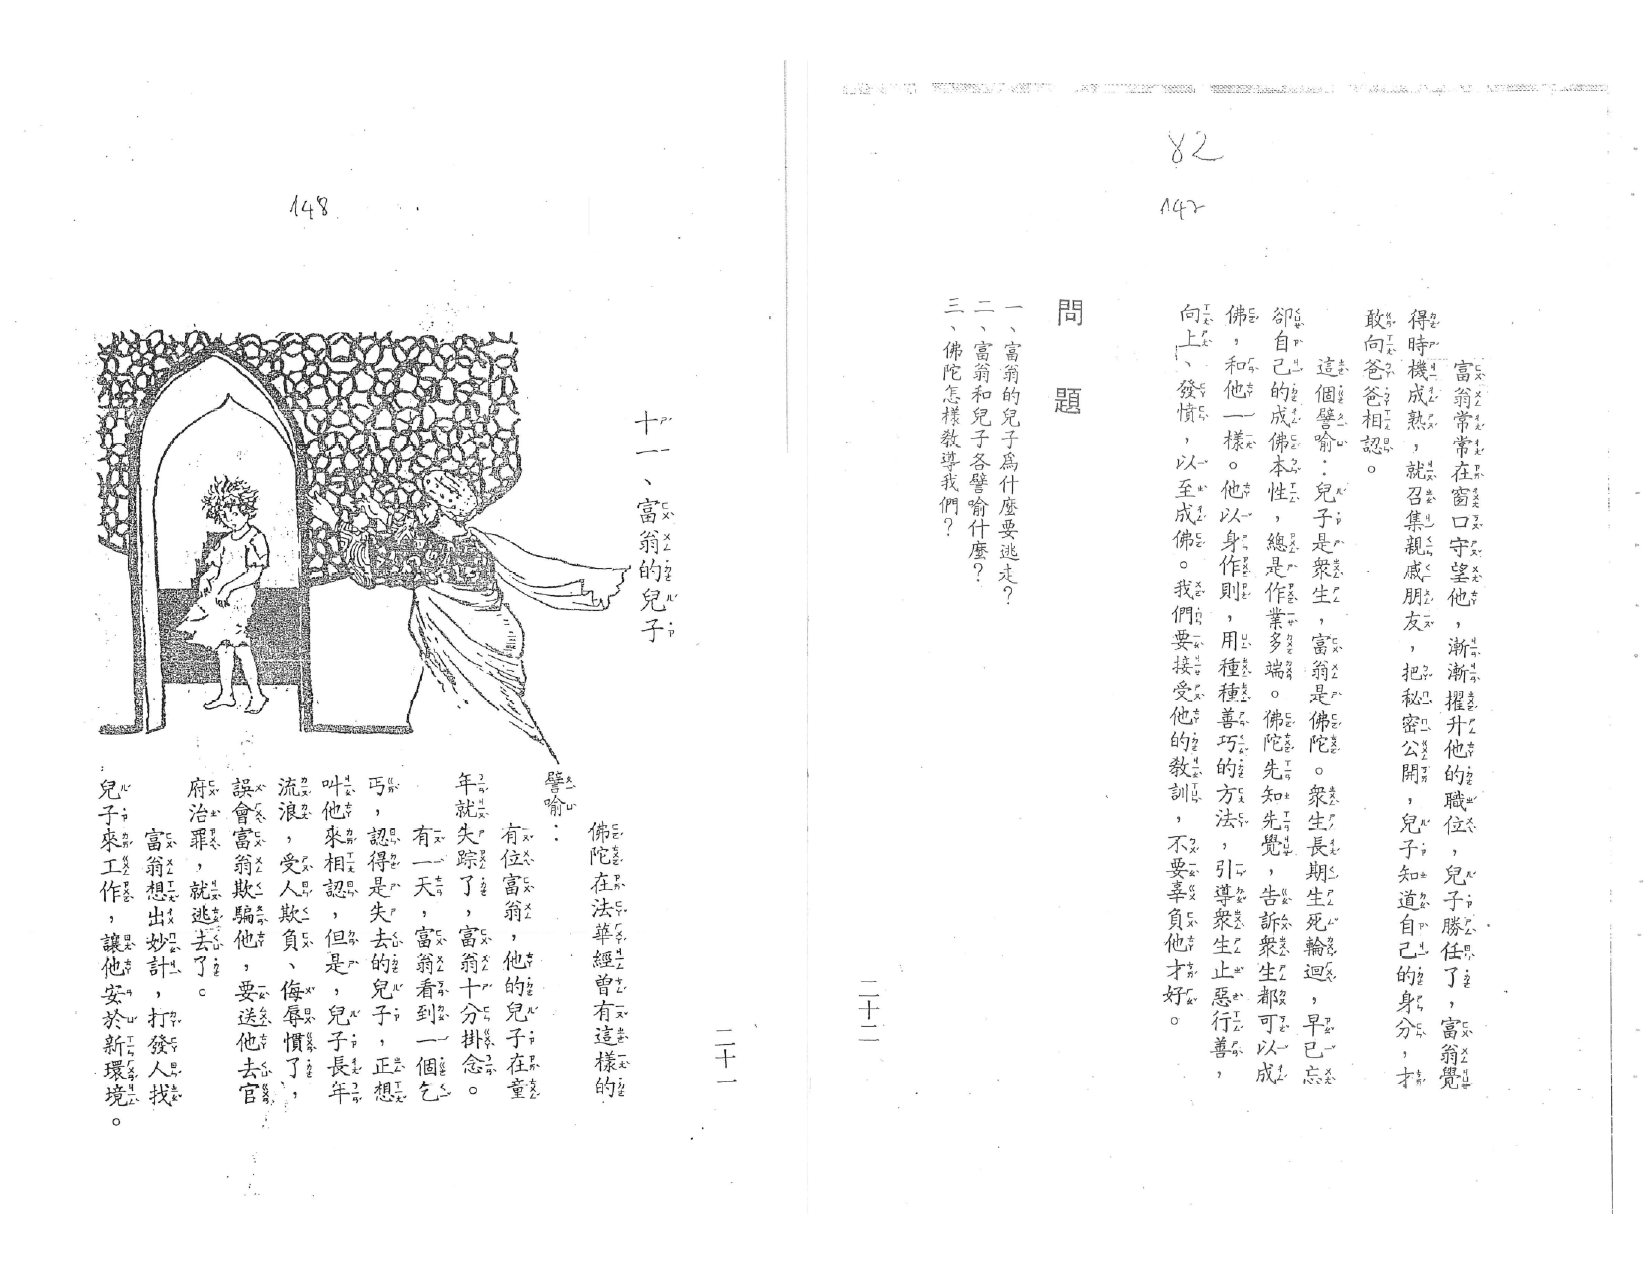 148
十一、富翁的兒子
佛陀在法華經曾有這樣的
譬喻：
有位富翁，他的兒子在童
年就失踪了，富翁十分掛念。
有一天，富翁看到一個乞
丐，認得是失去的兒子，正想
叫他來相認，但是，兒子長年
流浪，受人欺負、侮辱慣了，
誤會富翁欺騙他，要送他去官
府治罪，就逃去了。
富翁想出妙計，打發人找
兒子來工作，讓他安於新環境。
二十一
82
147
富翁常常在窗口守望他，漸漸擢升他的職位，兒子勝任了，富翁覺
得時機成熟，就召集親戚朋友，把秘密公開，兒子知道自己的身分，才
敢向爸爸相認。
這個譬喻：兒子是衆生，富翁是佛陀。衆生長期生死輪迴，早已忘
卻自己的成佛本性，總是作業多端。佛陀先知先覺，告訴衆生都可以成
佛，和他一樣。他以身作則，用種種善巧的方法，引導衆生止惡行善，
向上、發憤，以至成佛。我們要接受他的教訓，不要辜負他才好。
問題
一、富翁的兒子爲什麼要逃走？
二、富翁和兒子各譬喻什麼？
三、佛陀怎樣教導我們？
二十二